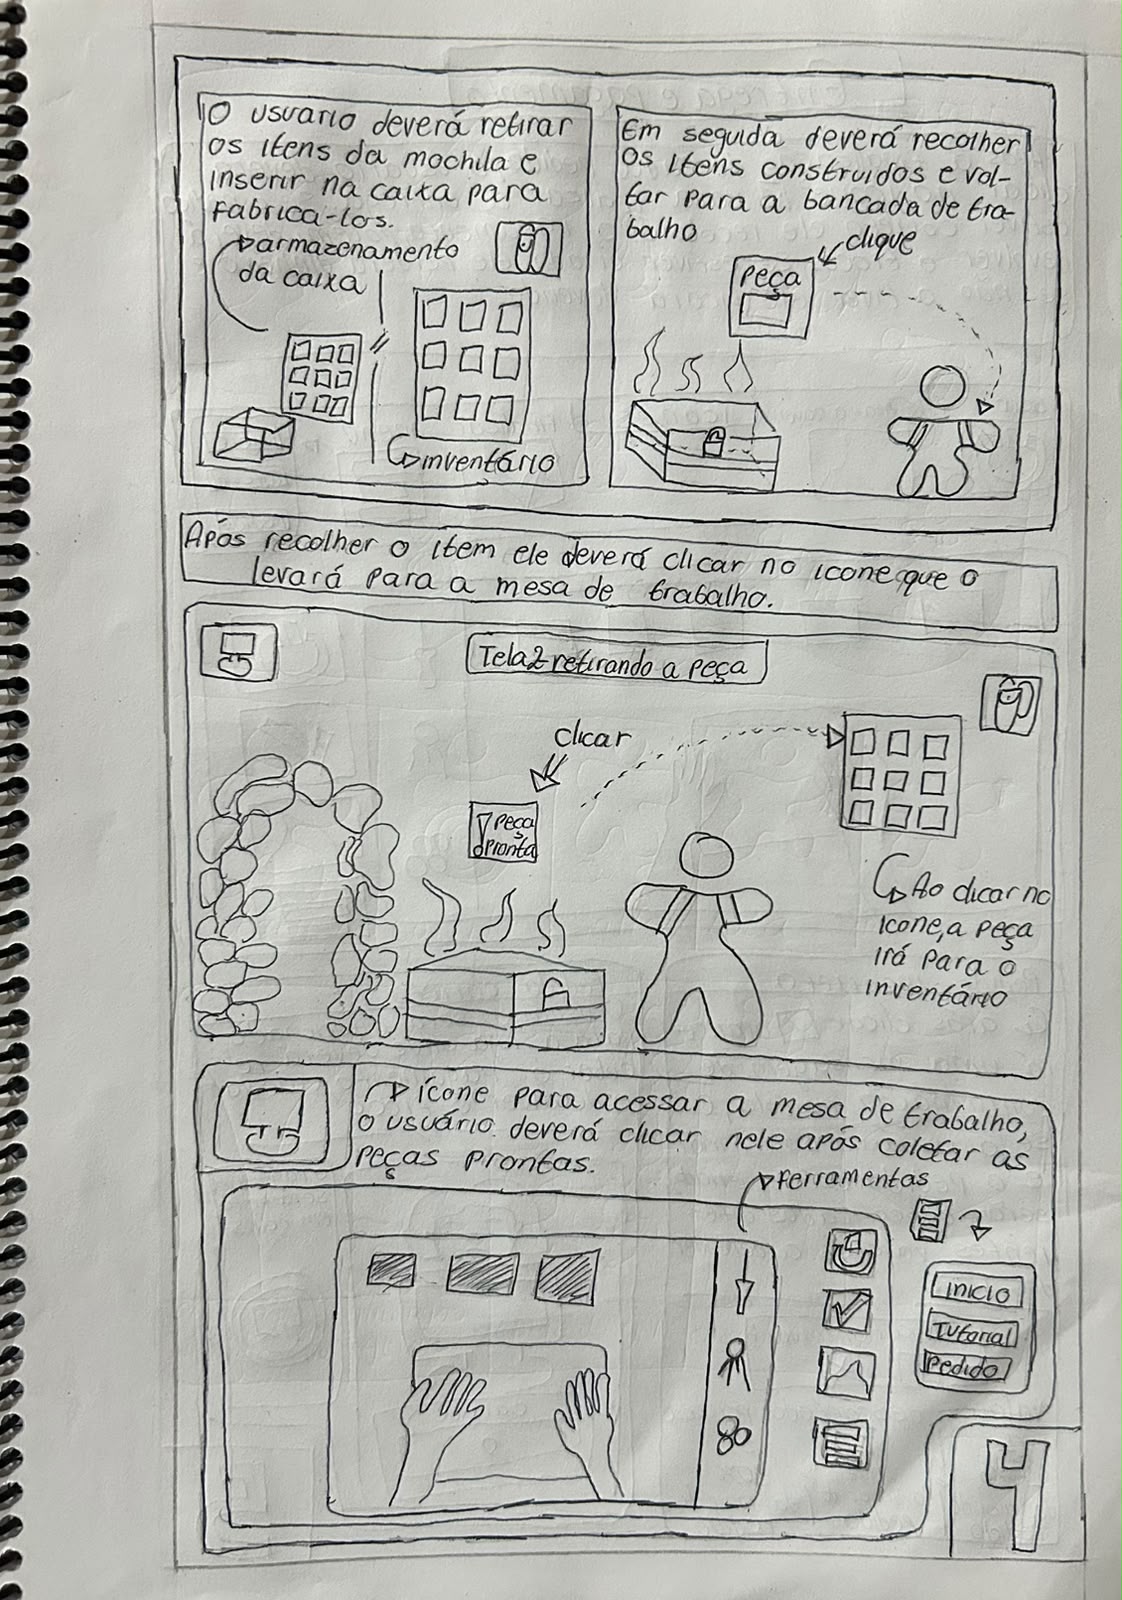 O usuario deverá retirar
os itens da mochila e
inserir na caixa para
fabrica-los.
armazenamento
da caixa
inventário
Em seguida deverá recolher
os itens construidos e vol-
tar para a bancada de tra-
balho
clique
Peça
Após recolher o item ele deverá clicar no icone que o
levará para a mesa de trabalho.
Tela2-retirando a peça
clicar
Peça
Pronta
Ao clicar no
icone, a peça
irá para o
inventário
ícone para acessar a mesa de trabalho,
o usuário deverá clicar nele após coletar as
peças prontas.
Ferramentas
inicio
Tutorial
Pedido
4